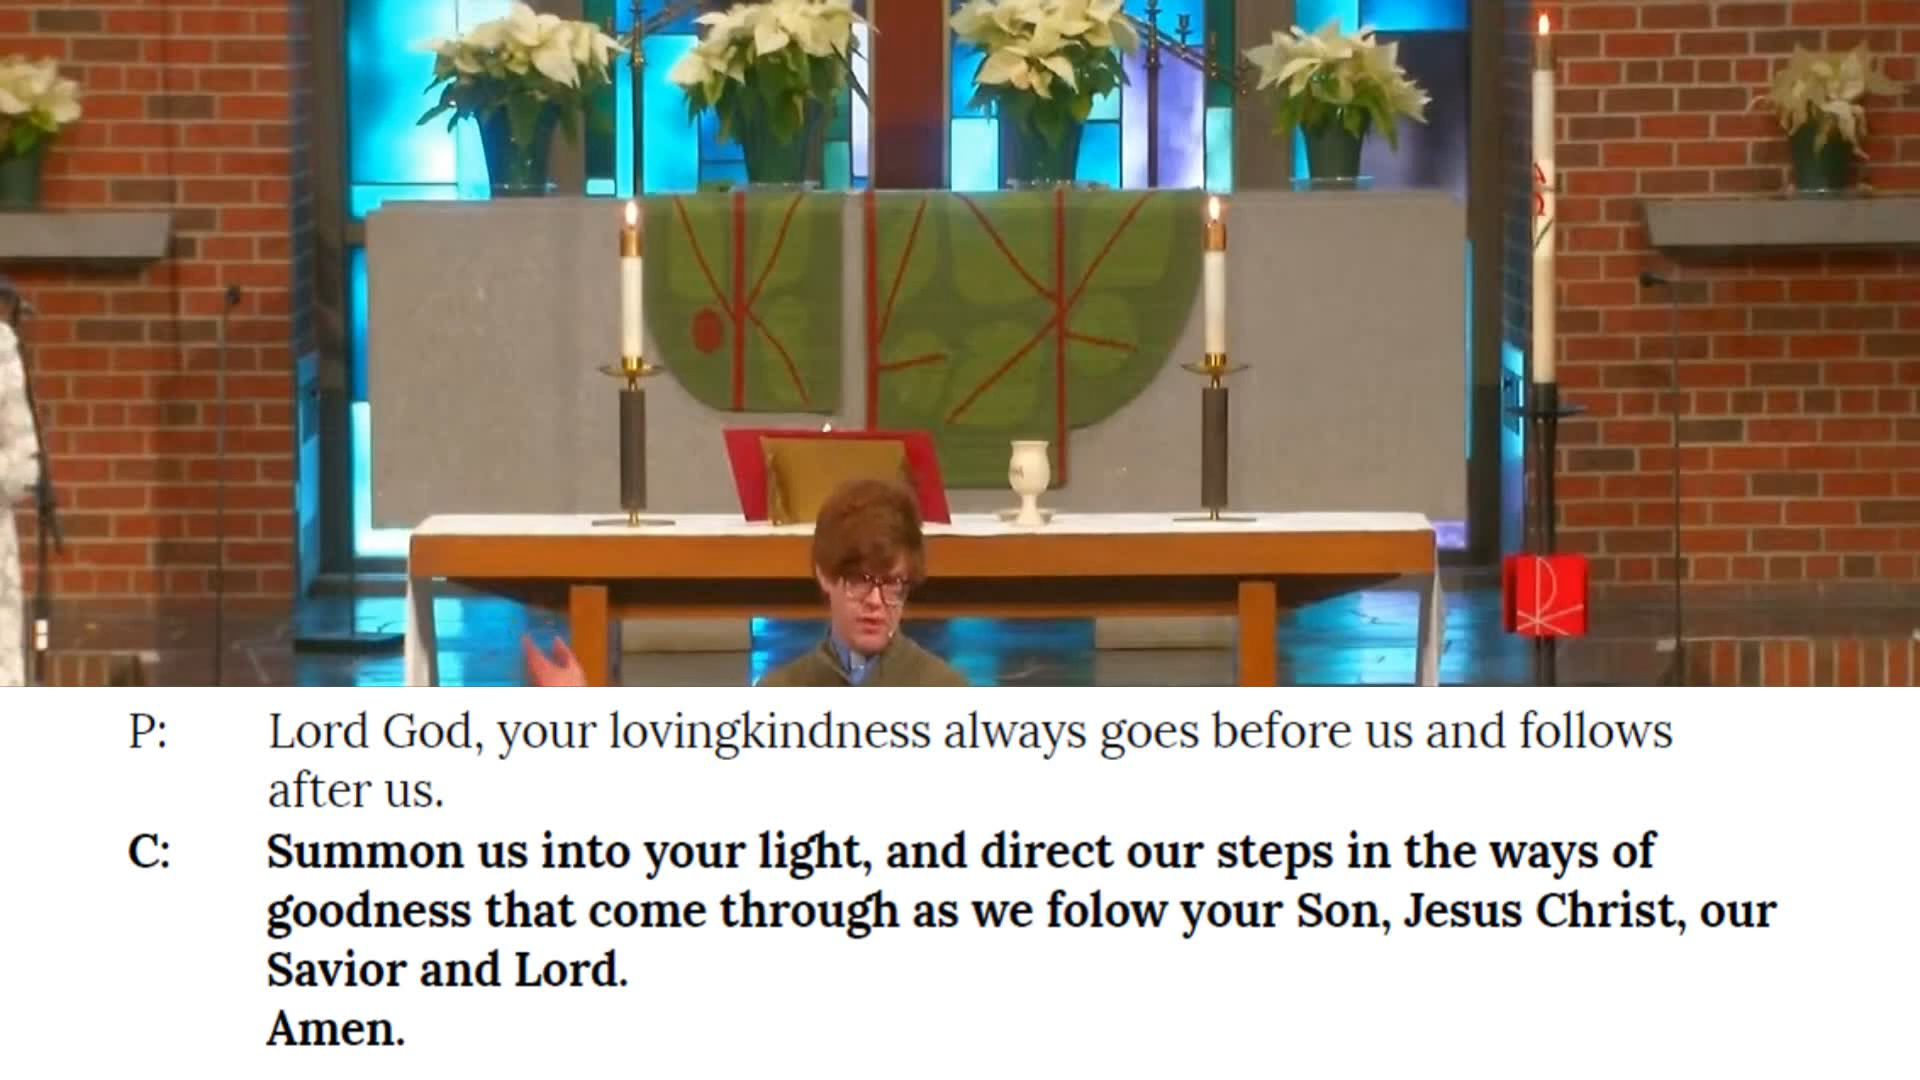 P: Lord God, your lovingkindness always goes before us and follows
after us.
C: Summon us into your light, and direct our steps in the ways of
goodness that come through as we folow your Son, Jesus Christ, our
Savior and Lord.
Amen.